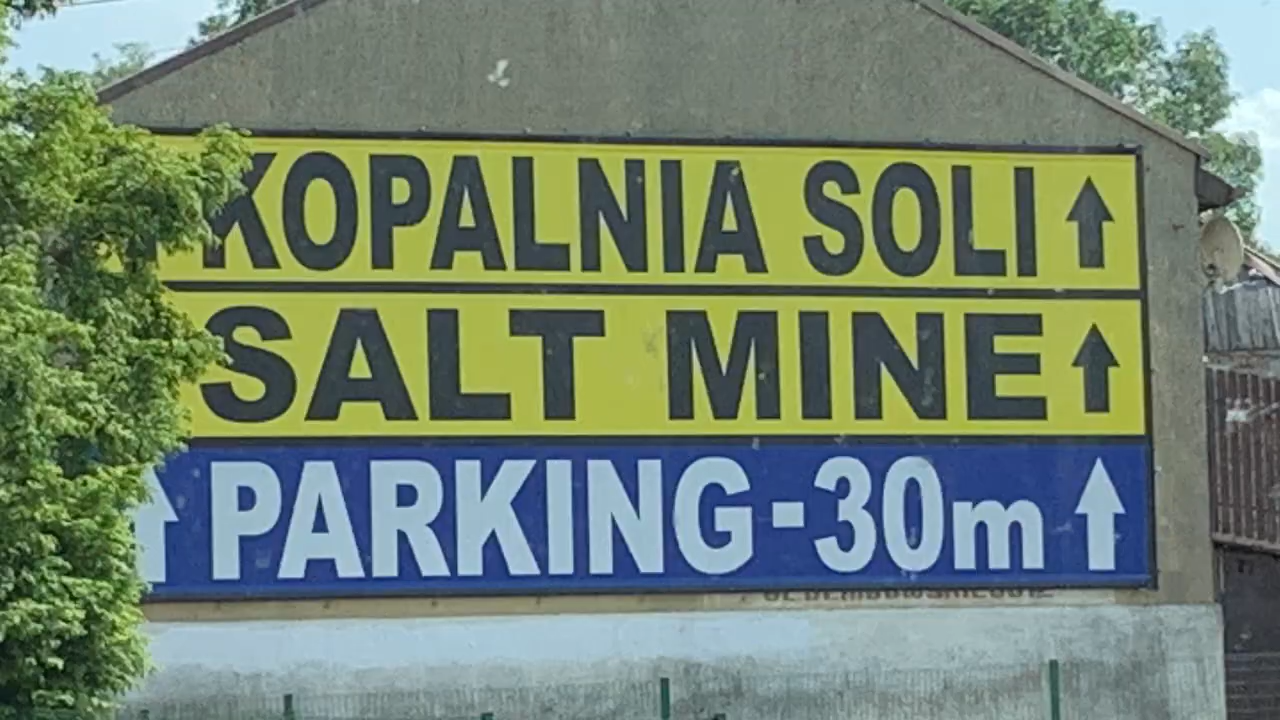 KOPALNIA SOLI ↑
SALT MINE ↑
↑ PARKING-30m ↑